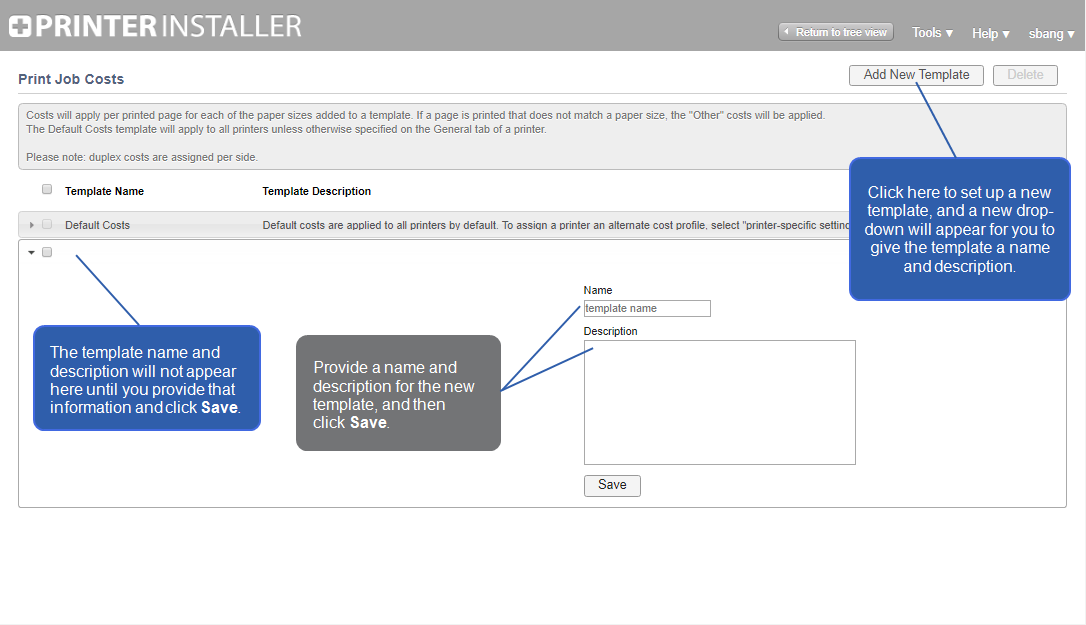 PRINTER INSTALLER
Return to tree view
Tools ▾
Help ▾
sbang ▾
Print Job Costs
Add New Template
Delete
Costs will apply per printed page for each of the paper sizes added to a template. If a page is printed that does not match a paper size, the "Other" costs will be applied.
The Default Costs template will apply to all printers unless otherwise specified on the General tab of a printer.
Please note: duplex costs are assigned per side.
Click here to set up a new
template, and a new drop-
down will appear for you to
give the template a name
and description.
Template Name
Template Description
Default Costs
Default costs are applied to all printers by default. To assign a printer an alternate cost profile, select "printer-specific
Name
template name
Description
The template name and
description will not appear
here until you provide that
information and click Save.
Provide a name and
description for the new
template, and then
click Save.
Save